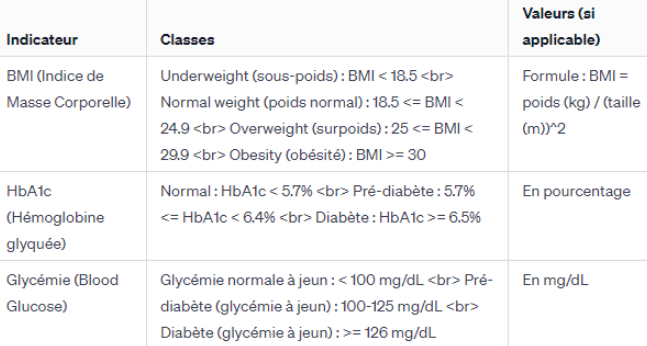 Indicateur Classes Valeurs (si
applicable)
BMI (Indice de
Masse Corporelle)
Underweight (sous-poids) : BMI < 18.5 <br>
Normal weight (poids normal) : 18.5 <= BMI <
24.9 <br> Overweight (surpoids) : 25 <= BMI <
29.9 <br> Obesity (obésité) : BMI >= 30
Formule : BMI =
poids (kg) / (taille
(m))^2
HbA1c
(Hémoglobine
glyquée)
Normal : HbA1c < 5.7% <br> Pré-diabète : 5.7%
<= HbA1c < 6.4% <br> Diabète : HbA1c >= 6.5%
En pourcentage
Glycémie (Blood
Glucose)
Glycémie normale à jeun : < 100 mg/dL <br> Pré-
diabète (glycémie à jeun) : 100-125 mg/dL <br>
Diabète (glycémie à jeun) : >= 126 mg/dL
En mg/dL